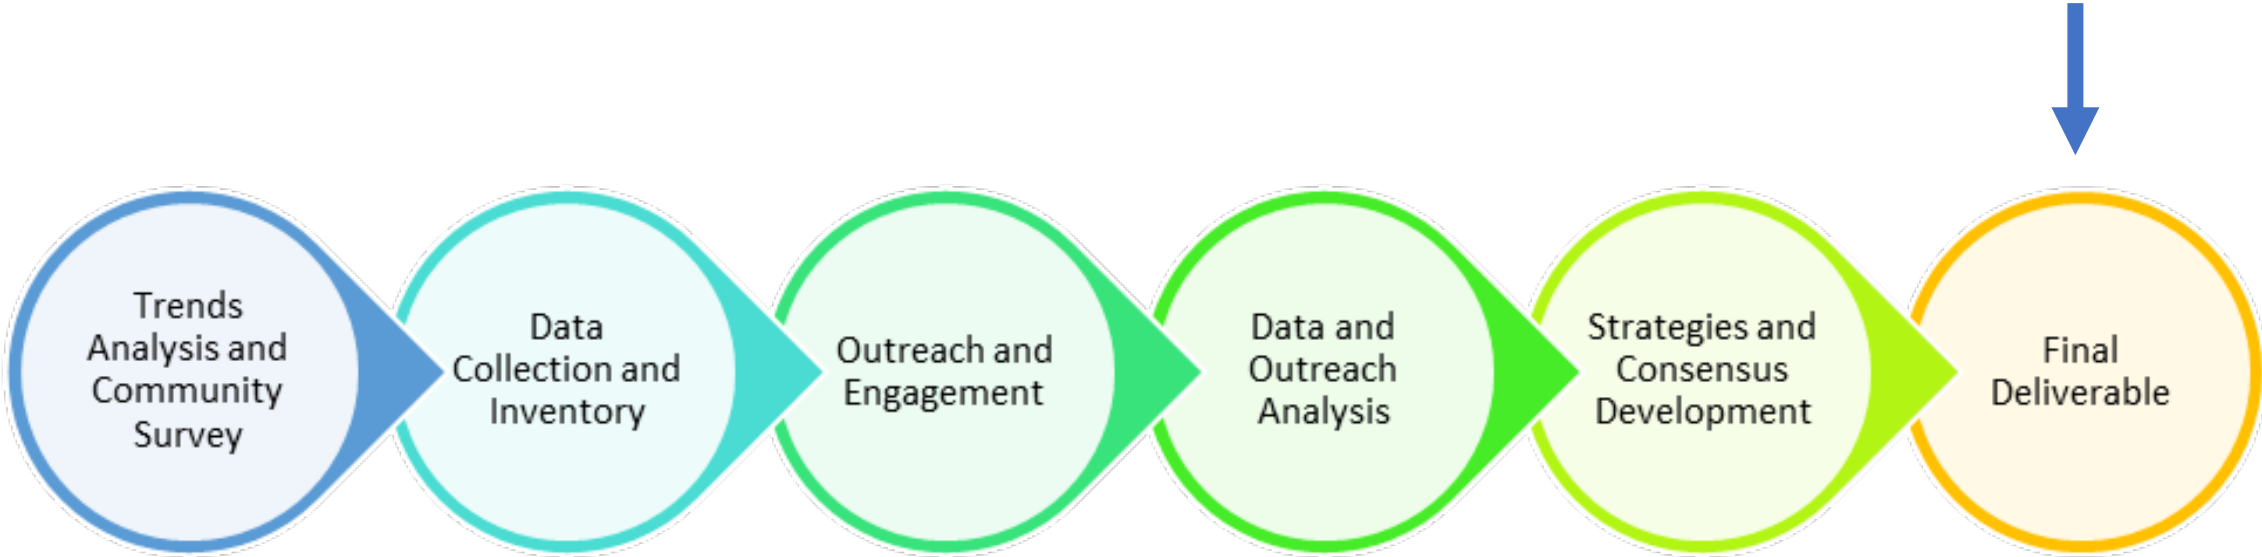 Trends
Analysis and
Community
Survey
Data
Collection and
Inventory
Outreach and
Engagement
Data and
Outreach
Analysis
Strategies and
Consensus
Development
Final
Deliverable